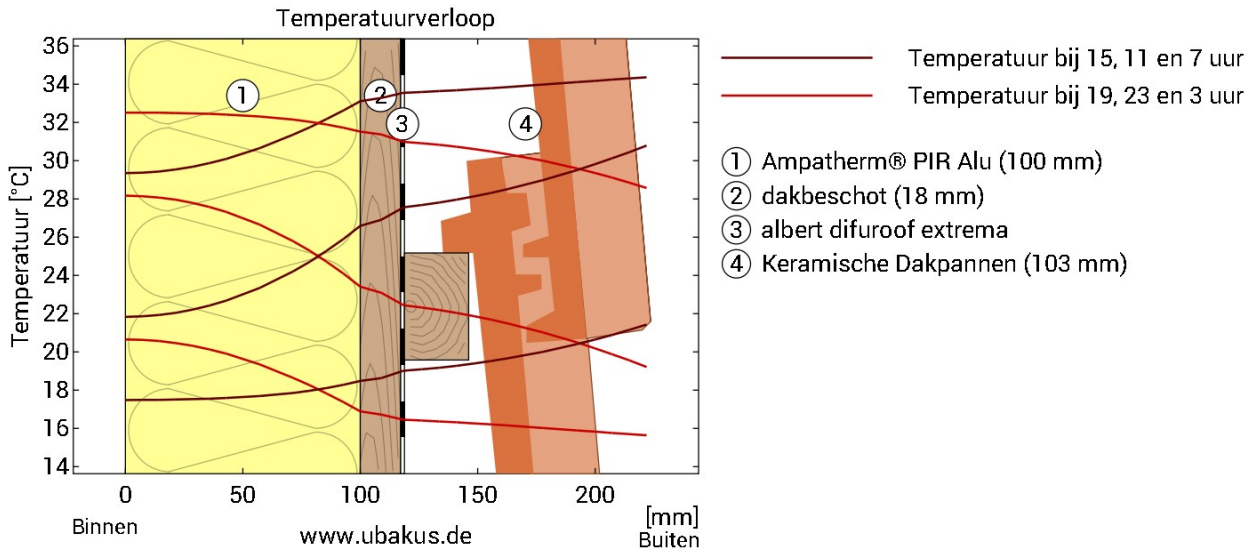 Temperatuurverloop
36
34
32
30
28
26
24
22
20
18
16
14
Temperatuur [°C]
1
2
3
4
0
50
100
150
200
[mm]
Binnen
www.ubakus.de
Buiten
Temperatuur bij 15, 11 en 7 uur
Temperatuur bij 19, 23 en 3 uur
1 Ampatherm® PIR Alu (100 mm)
2 dakbeschot (18 mm)
3 albert difuroof extrema
4 Keramische Dakpannen (103 mm)